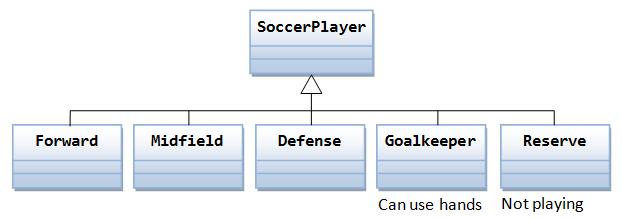 SoccerPlayer
Forward
Midfield
Defense
Goalkeeper
Reserve
Can use hands
Not playing